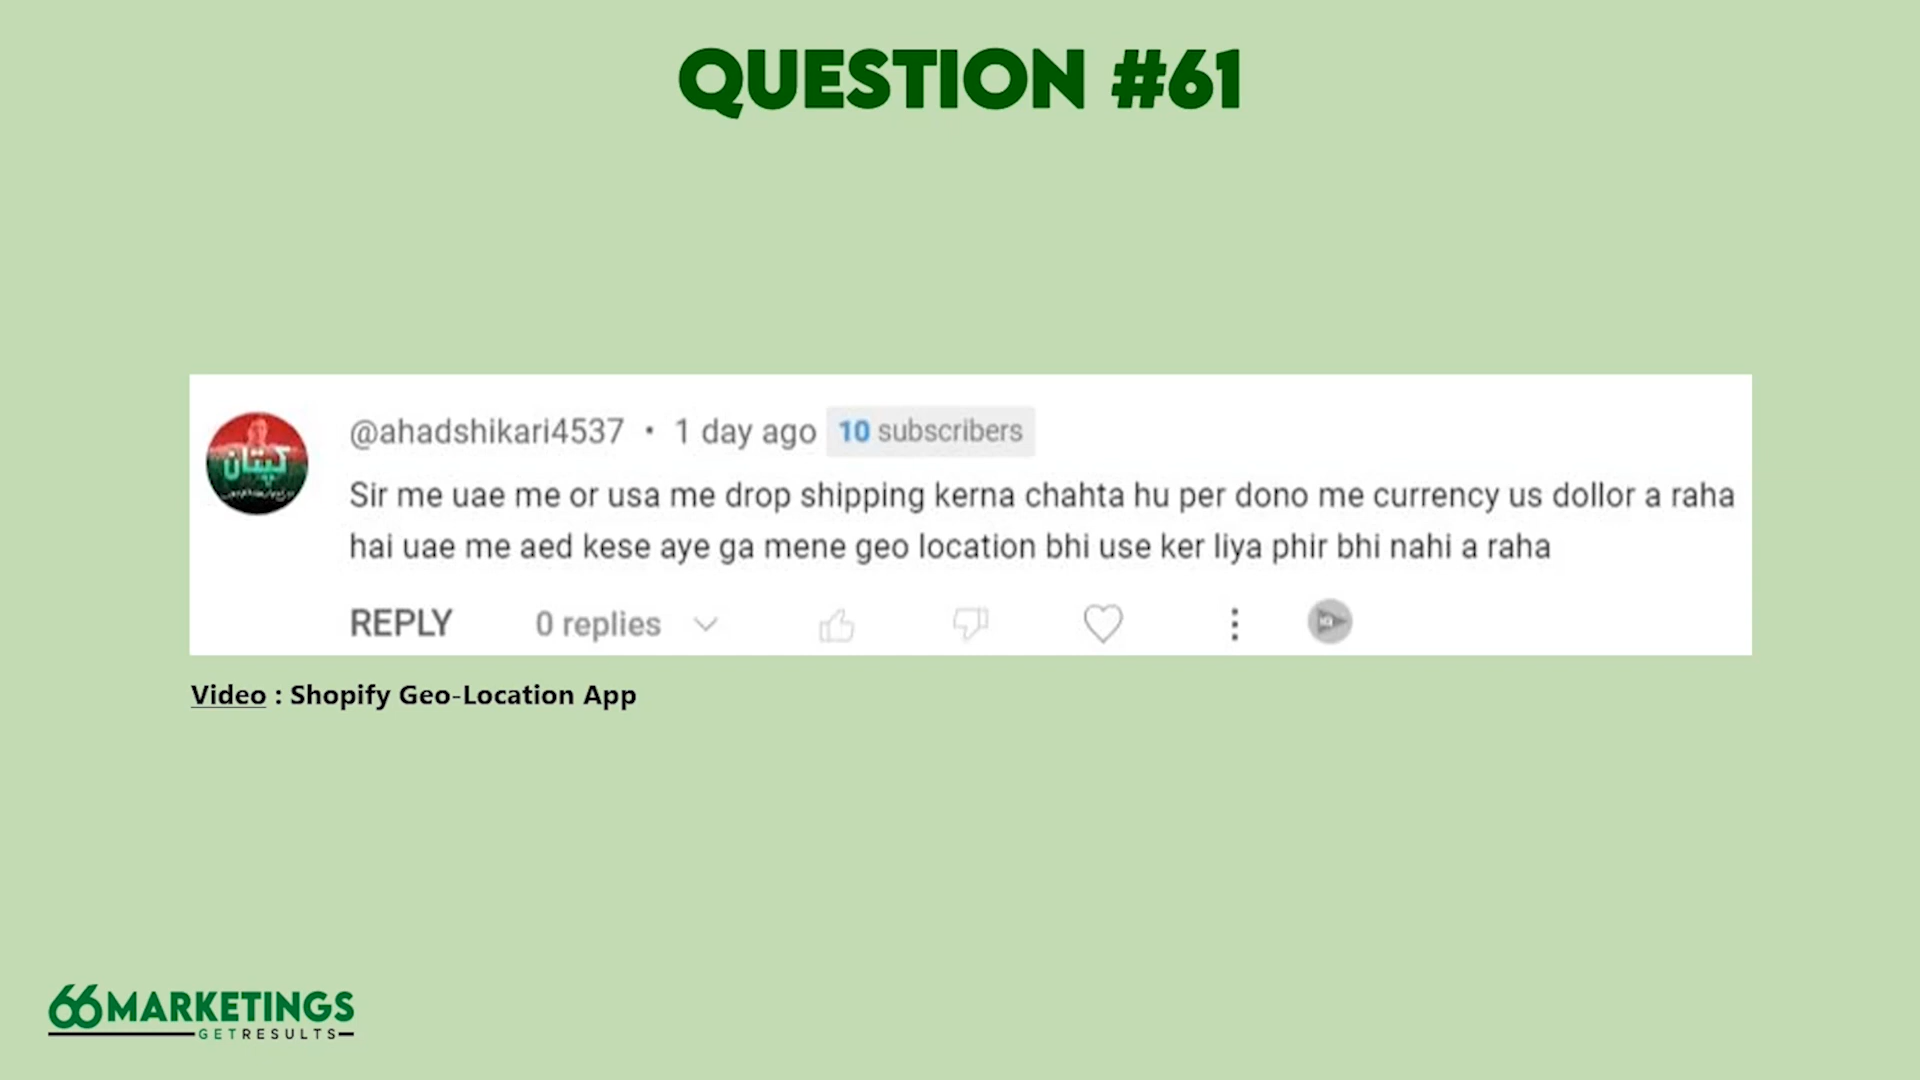 QUESTION #61
@ahadshikari4537 · 1 day ago 10 subscribers
کپتان
Sir me uae me or usa me drop shipping kerna chahta hu per dono me currency us dollor a raha
hai uae me aed kese aye ga mene geo location bhi use ker liya phir bhi nahi a raha
REPLY 0 replies
Video : Shopify Geo-Location App
66MARKETINGS
GETRESULTS